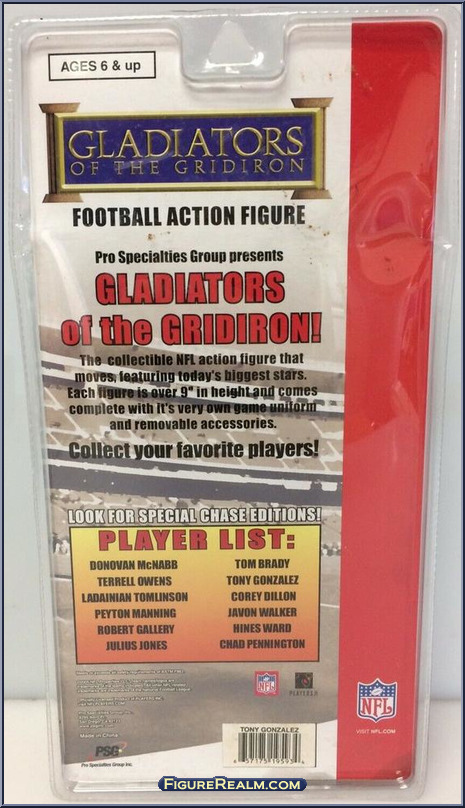 AGES 6 & up
GLADIATORS
OF THE GRIDIRON
FOOTBALL ACTION FIGURE
Pro Specialties Group presents
GLADIATORS
of the GRIDIRON!
The collectible NFL action figure that
moves, featuring today's biggest stars.
Each figure is over 9" in height and comes
complete with it's very own game uniform
and removable accessories.
Collect your favorite players!
LOOK FOR SPECIAL CHASE EDITIONS!
PLAYER LIST:
DONOVAN McNABB
TERRELL OWENS
LADAINIAN TOMLINSON
PEYTON MANNING
ROBERT GALLERY
JULIUS JONES
TOM BRADY
TONY GONZALEZ
COREY DILLON
JAVON WALKER
HINES WARD
CHAD PENNINGTON
NFL
PLAYERS
NFL
VISIT NFL.COM
Made in China
PSG
Pro Specialties Group Inc.
TONY GONZALEZ
FigureRealm.com